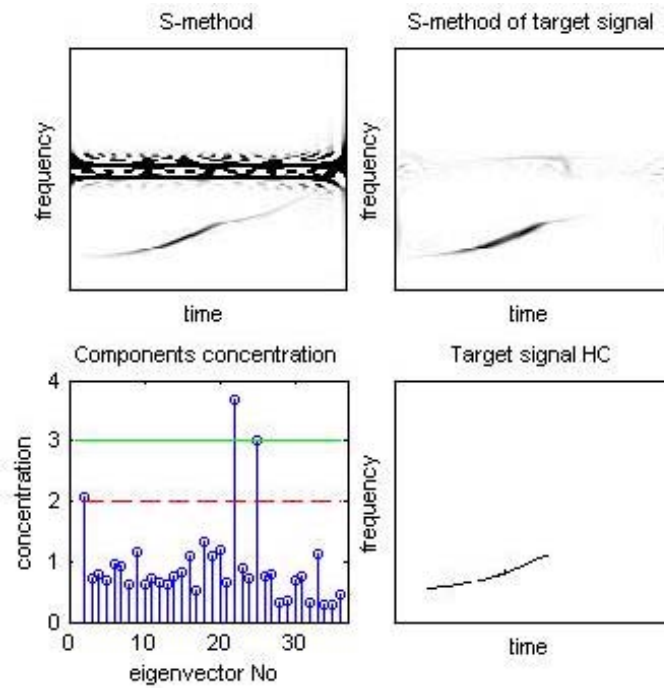 S-method
frequency
time
S-method of target signal
frequency
time
Components concentration
concentration
4
3
2
1
0
0 10 20 30
eigenvector No
Target signal HC
frequency
time